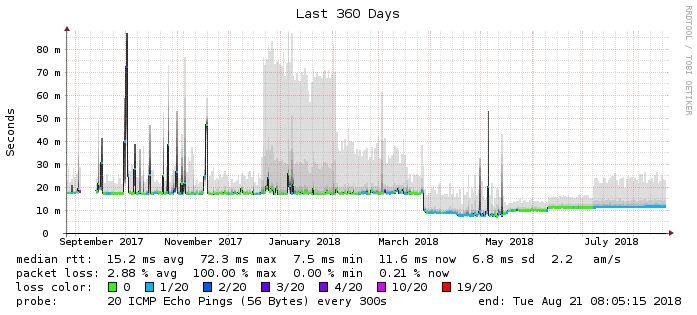 Last 360 Days
RRDTOOL / TOBI OETIKER
Seconds
80 m
70 m
60 m
50 m
40 m
30 m
20 m
10 m
0
September 2017 November 2017 January 2018 March 2018 May 2018 July 2018
median rtt: 15.2 ms avg 72.3 ms max 7.5 ms min 11.6 ms now 6.8 ms sd 2.2 am/s
packet loss: 2.88 % avg 100.00 % max 0.00 % min 0.21 % now
loss color: 0 1/20 2/20 3/20 4/20 10/20 19/20
probe: 20 ICMP Echo Pings (56 Bytes) every 300s end: Tue Aug 21 08:05:15 2018